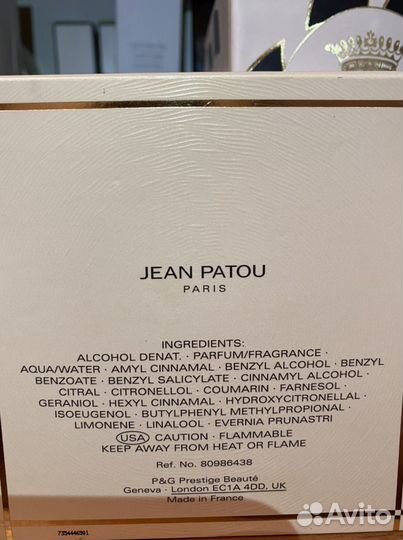 JEAN PATOU
PARIS
INGREDIENTS:
ALCOHOL DENAT. · PARFUM/FRAGRANCE ·
AQUA/WATER · AMYL CINNAMAL · BENZYL ALCOHOL · BENZYL
BENZOATE · BENZYL SALICYLATE · CINNAMYL ALCOHOL ·
CITRAL · CITRONELLOL · COUMARIN · FARNESOL ·
GERANIOL · HEXYL CINNAMAL · HYDROXYCITRONELLAL ·
ISOEUGENOL · BUTYLPHENYL METHYLPROPIONAL ·
LIMONENE · LINALOOL · EVERNIA PRUNASTRI
USA CAUTION · FLAMMABLE
KEEP AWAY FROM HEAT OR FLAME
Ref. No. 80986438
P&G Prestige Beauté
Geneva · London EC1A 4DD, UK
Made in France
7354444001
Avito